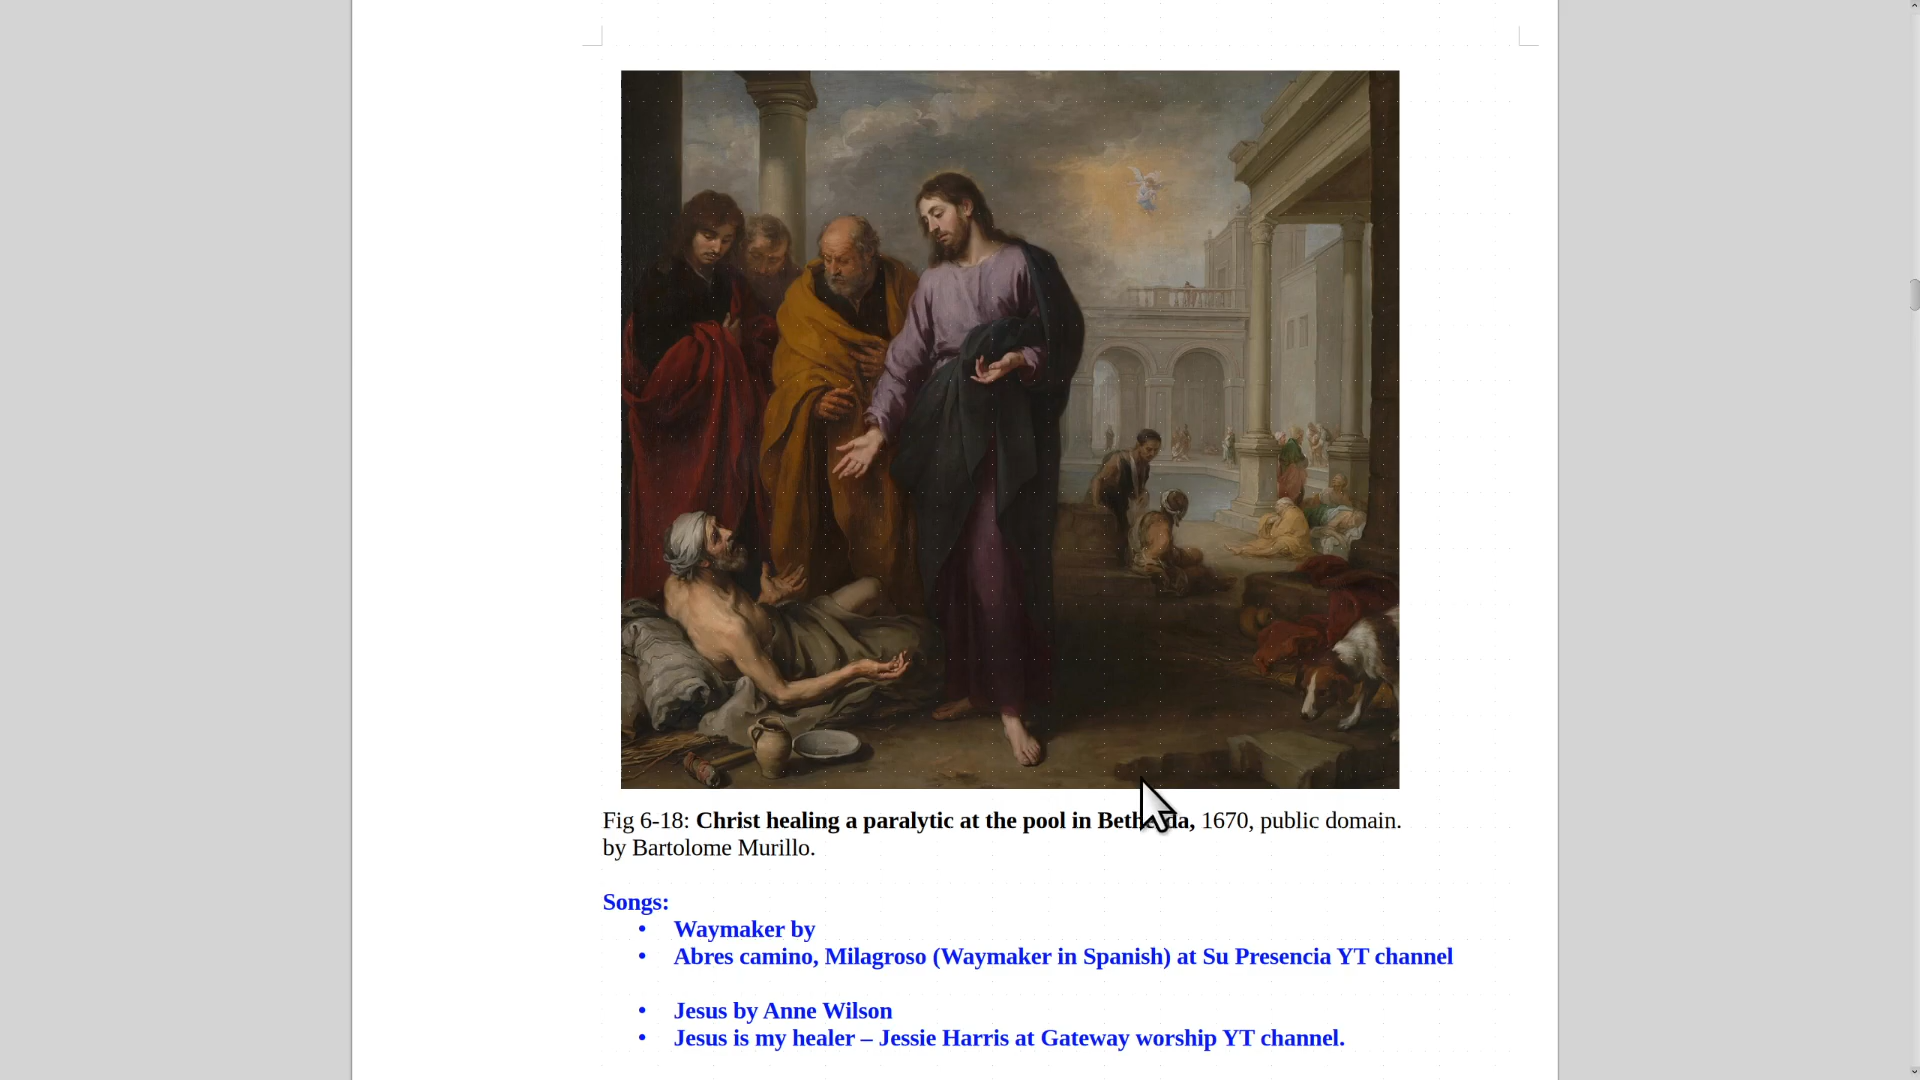 Fig 6-18: Christ healing a paralytic at the pool in Bethesda, 1670, public domain.
by Bartolome Murillo.
Songs:
• Waymaker by
• Abres camino, Milagroso (Waymaker in Spanish) at Su Presencia YT channel
• Jesus by Anne Wilson
• Jesus is my healer – Jessie Harris at Gateway worship YT channel.